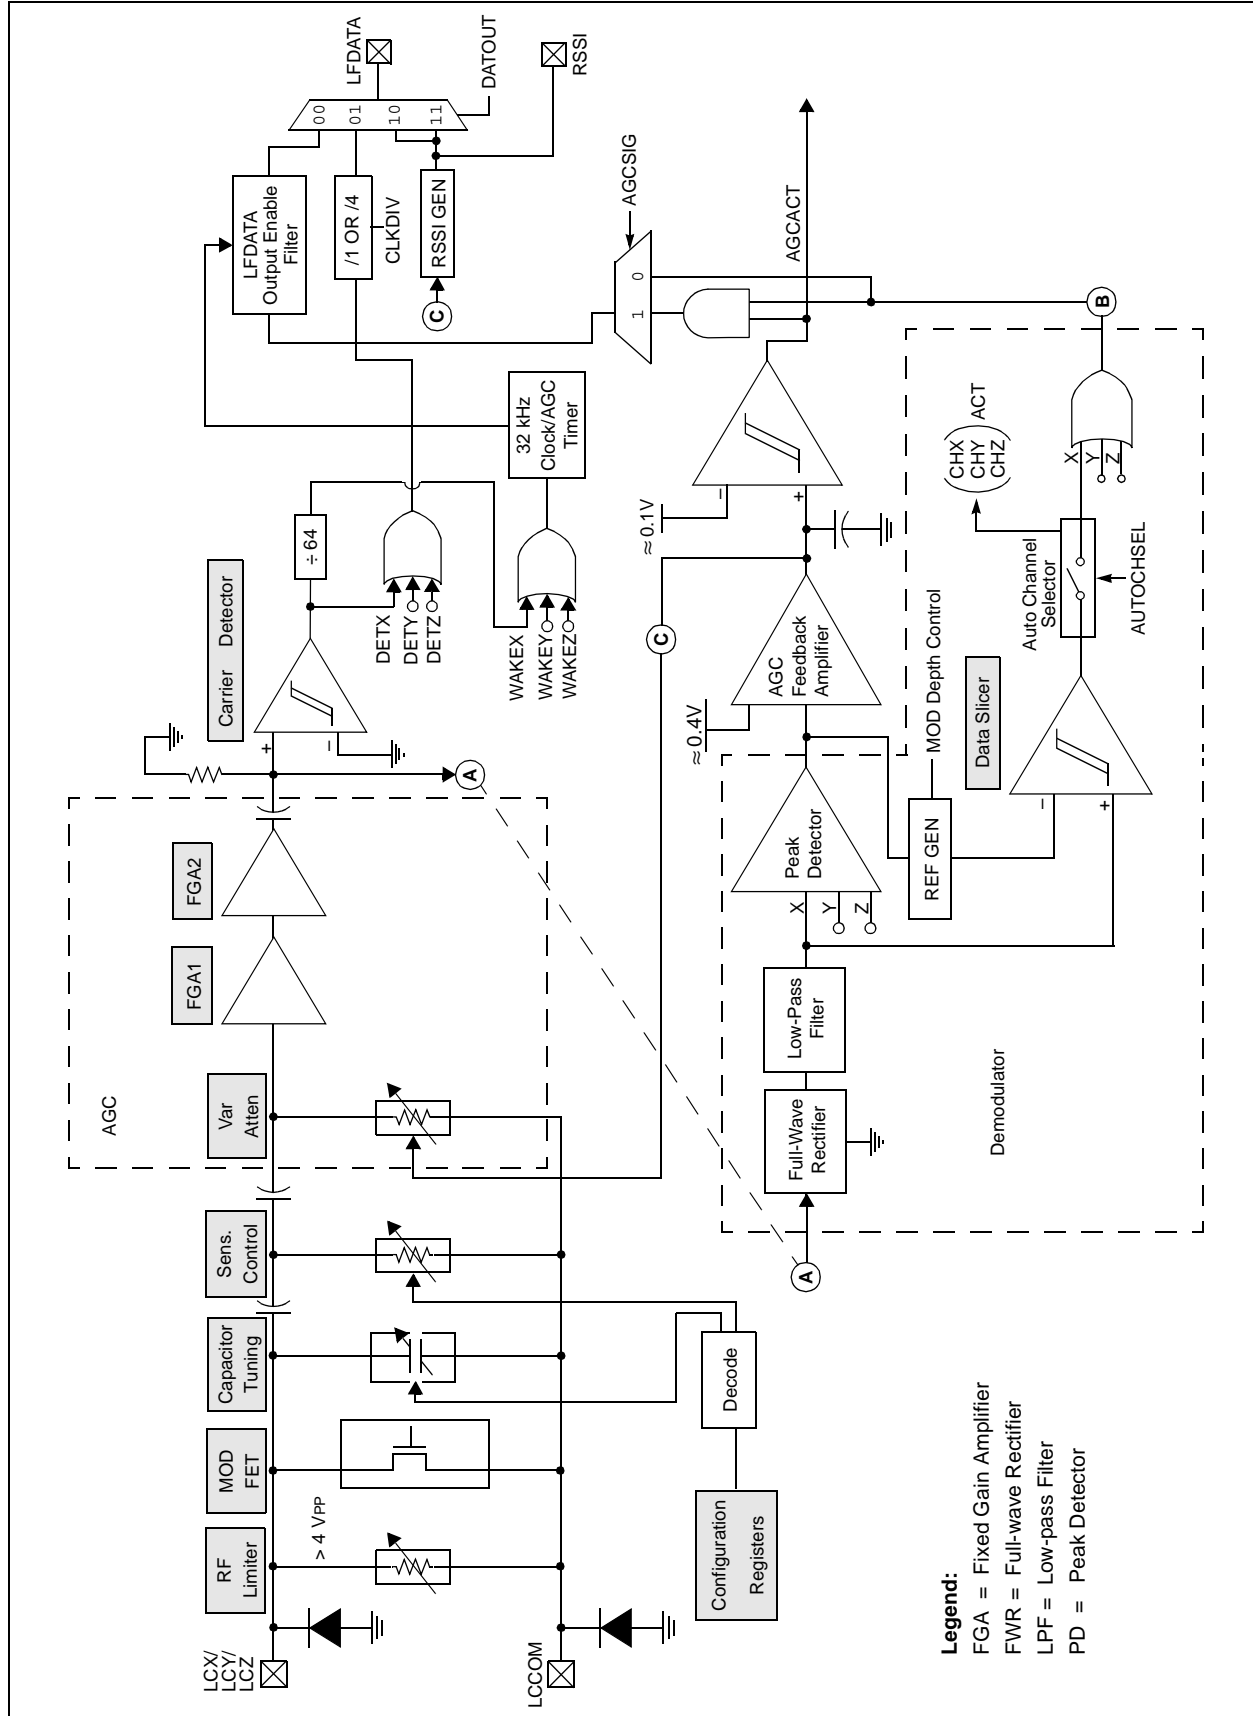 LCX/
LCY/
LCZ
LCCOM
RF
Limiter
> 4 VPP
MOD
FET
Capacitor
Tuning
Sens.
Control
Var
Atten
AGC
FGA1
FGA2
Carrier Detector
+
–
A
÷ 64
DETX
DETY
DETZ
WAKEX
WAKEY
WAKEZ
32 kHz
Clock/AGC
Timer
LFDATA
Output Enable
Filter
/1 OR /4
CLKDIV
RSSI GEN
C
00
01
10
11
LFDATA
DATOUT
RSSI
Configuration
Registers
Decode
A
Full-Wave
Rectifier
Low-Pass
Filter
X
Y
Z
Peak
Detector
≈ 0.4V
AGC
Feedback
Amplifier
C
≈ 0.1V
–
+
1
0
AGCSIG
AGCACT
REF GEN
MOD Depth Control
Data Slicer
–
+
Auto Channel
Selector
AUTOCHSEL
CHX
CHY
CHZ
ACT
X
Y
Z
B
Demodulator
Legend:
FGA = Fixed Gain Amplifier
FWR = Full-wave Rectifier
LPF = Low-pass Filter
PD = Peak Detector